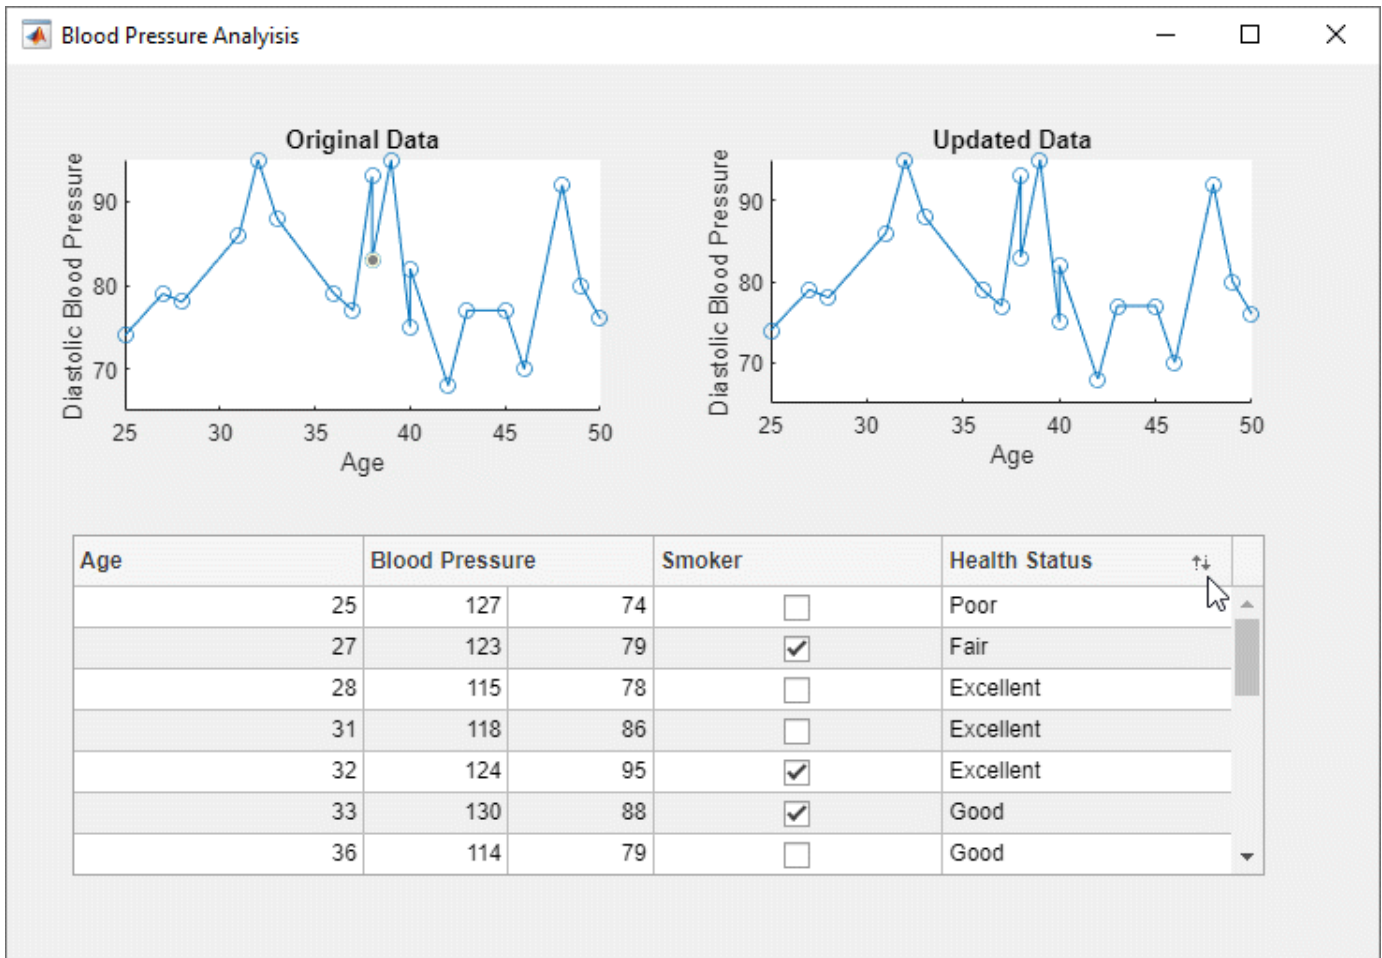 Blood Pressure Analyisis
Original Data
Diastolic Blood Pressure
90
80
70
25 30 35 40 45 50
Age
Updated Data
Diastolic Blood Pressure
90
80
70
25 30 35 40 45 50
Age
Age Blood Pressure Smoker Health Status
25 127 74 Poor
27 123 79 Fair
28 115 78 Excellent
31 118 86 Excellent
32 124 95 Excellent
33 130 88 Good
36 114 79 Good